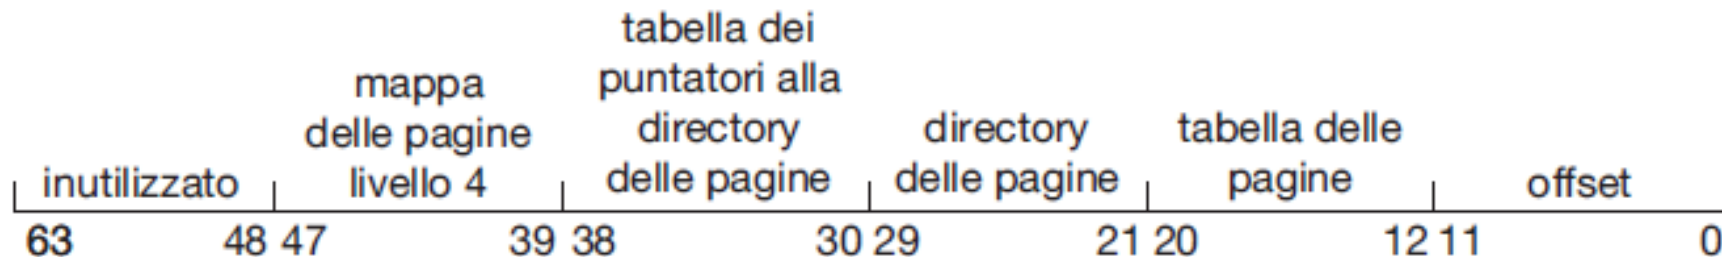 tabella dei
puntatori alla
mappa
delle pagine
directory
directory
tabella delle
inutilizzato
livello 4
delle pagine
delle pagine
pagine
offset
63 48 47 39 38 30 29 21 20 12 11 0